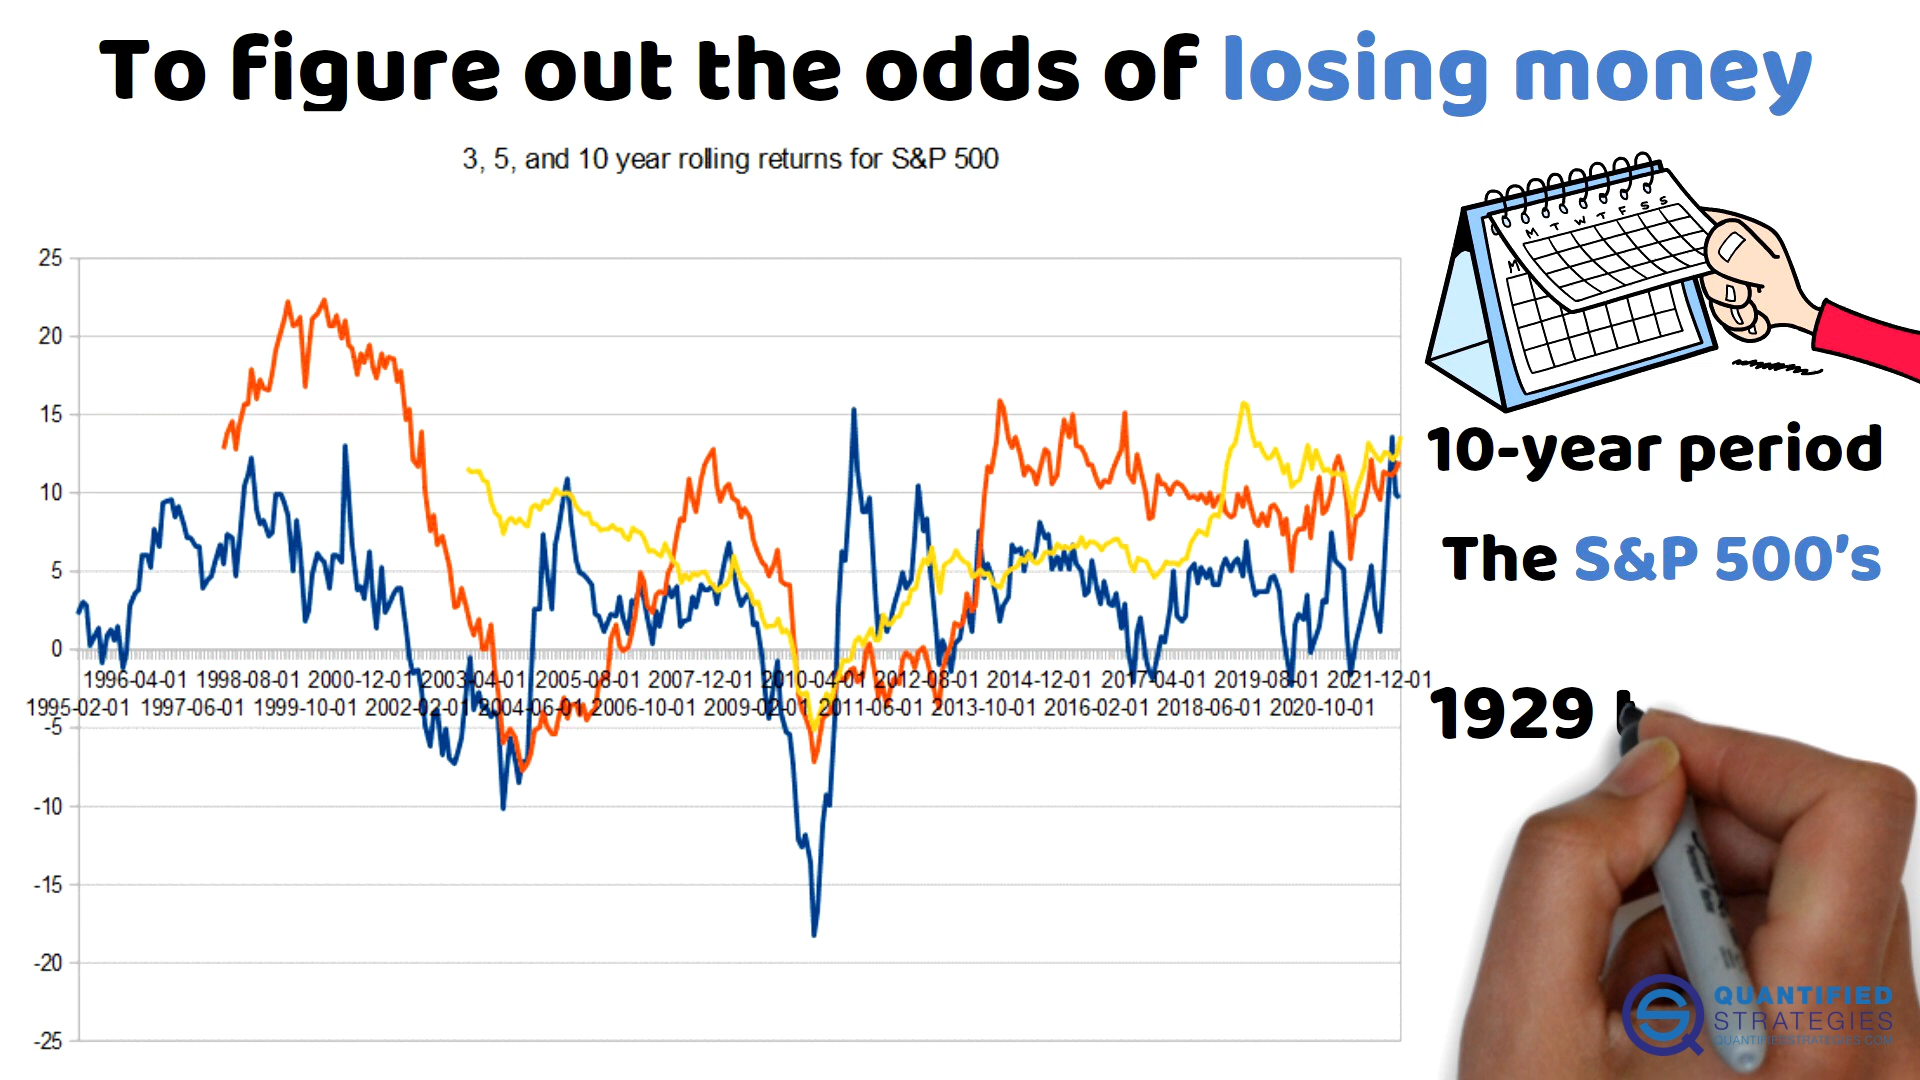 To figure out the odds of losing money
3, 5, and 10 year rolling returns for S&P 500
25
20
15
10
5
0
-5
-10
-15
-20
-25
1996-04-01 1998-08-01 2000-12-01 2003-04-01 2005-08-01 2007-12-01 2010-04-01 2012-08-01 2014-12-01 2017-04-01 2019-08-01 2021-12-01
1995-02-01 1997-06-01 1999-10-01 2002-02-01 2004-06-01 2006-10-01 2009-02-01 2011-06-01 2013-10-01 2016-02-01 2018-06-01 2020-10-01
M T W T F S S
M
10-year period
The S&P 500's
1929
QUANTIFIED
STRATEGIES
QUANTIFIEDSTRATEGIES.COM